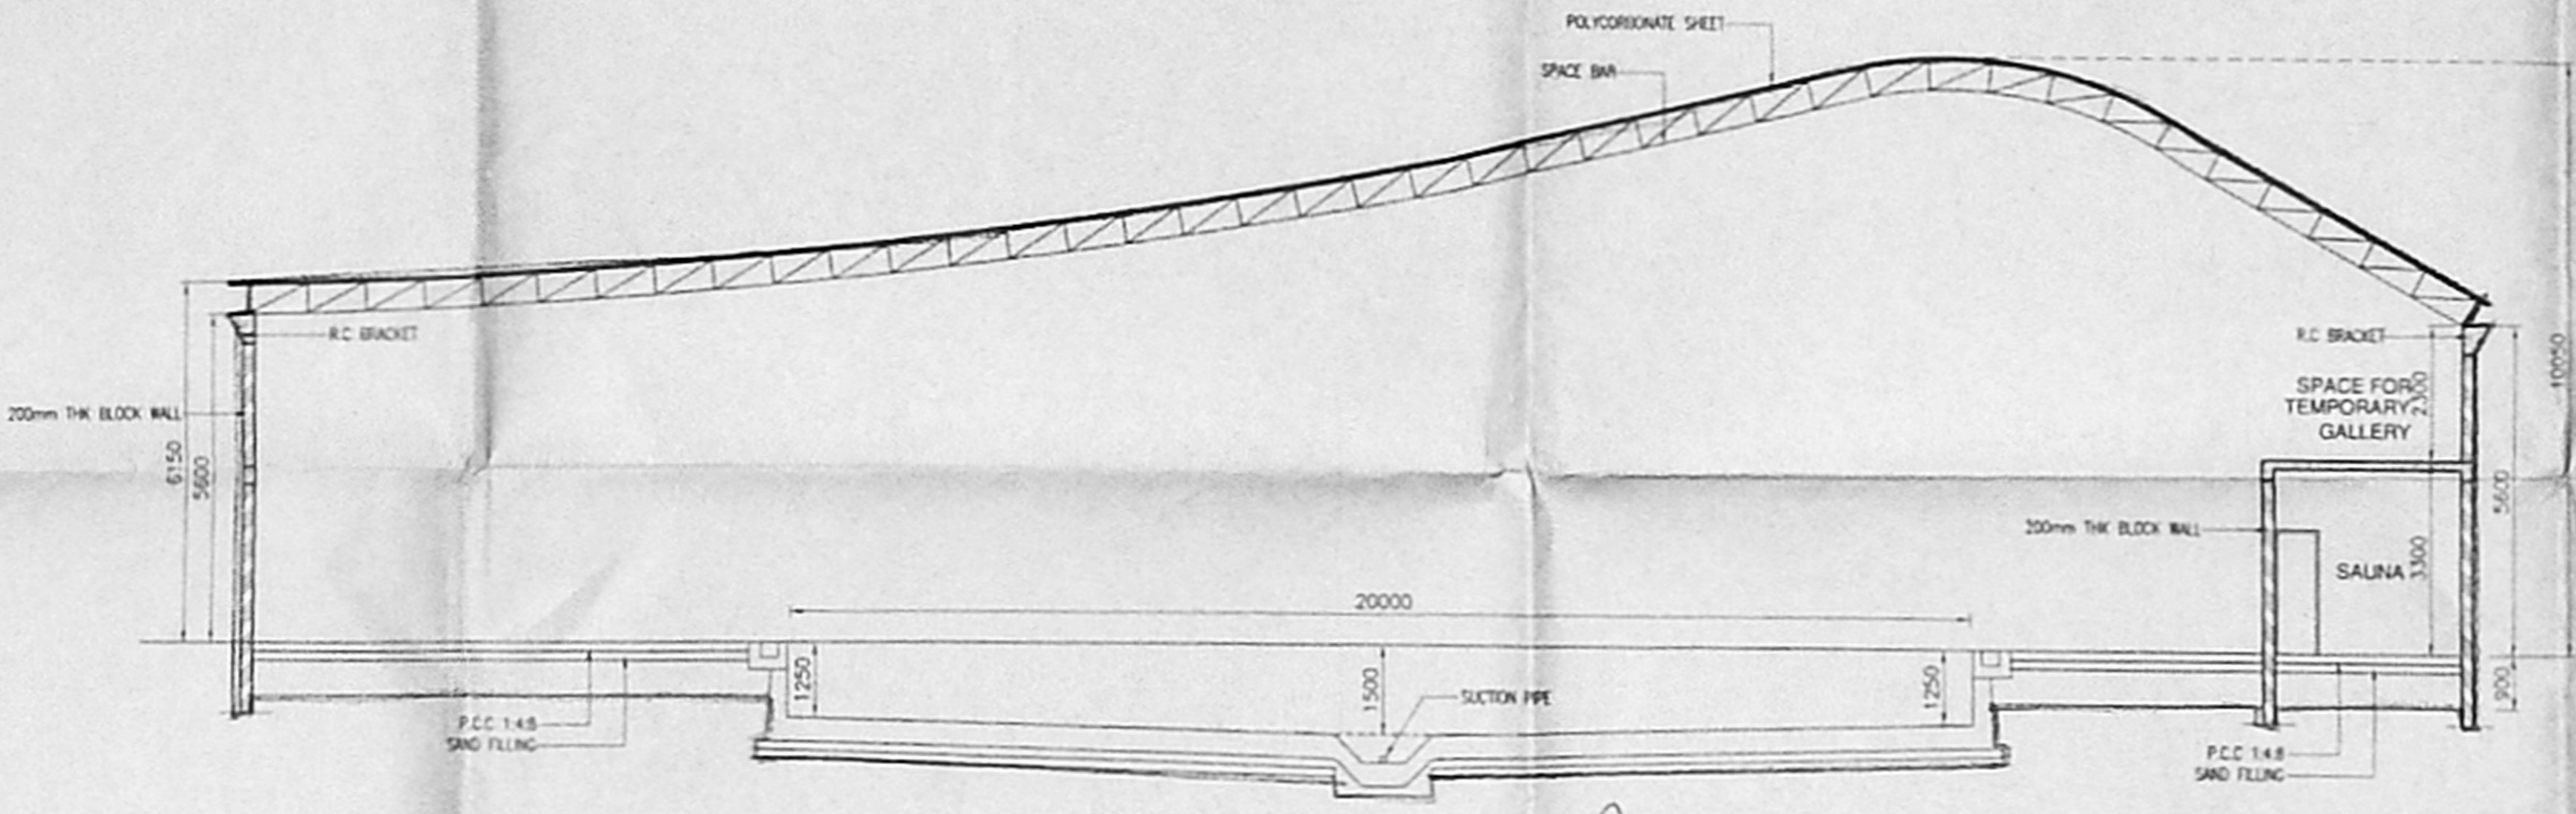 POLYCORBONATE SHEET
SPACE BAR
R.C BRACKET
R.C BRACKET
10050
SPACE FOR
TEMPORARY
GALLERY
2300
200mm THK BLOCK WALL
6150
5600
5600
200mm THK BLOCK WALL
SAUNA
3300
20000
1250
1500
1250
SUCTION PIPE
900
P.C.C 1:4:8
SAND FILLING
P.C.C 1:4:8
SAND FILLING